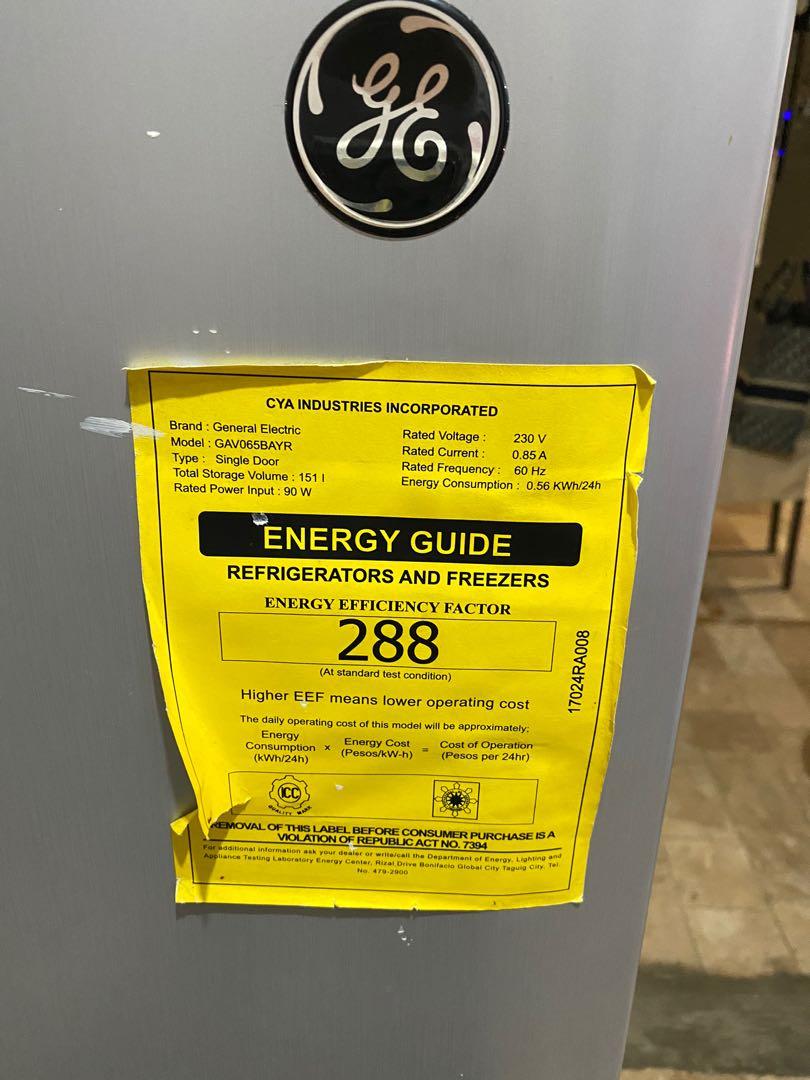 GE
CYA INDUSTRIES INCORPORATED
Brand : General Electric
Model : GAV065BAYR
Type : Single Door
Total Storage Volume : 151 l
Rated Power Input : 90 W
Rated Voltage : 230 V
Rated Current : 0.85 A
Rated Frequency : 60 Hz
Energy Consumption : 0.56 KWh/24h
ENERGY GUIDE
REFRIGERATORS AND FREEZERS
ENERGY EFFICIENCY FACTOR
288
(At standard test condition)
17024RA008
Higher EEF means lower operating cost
The daily operating cost of this model will be approximately;
Energy Consumption (kWh/24h) x Energy Cost (Pesos/kW-h) = Cost of Operation (Pesos per 24hr)
ICC
QUALITY MARK
REMOVAL OF THIS LABEL BEFORE CONSUMER PURCHASE IS A
VIOLATION OF REPUBLIC ACT NO. 7394
For additional information ask your dealer or write/call the Department of Energy, Lighting and
Appliance Testing Laboratory Energy Center, Rizal Drive Bonifacio Global City Taguig City. Tel.
No. 479-2900